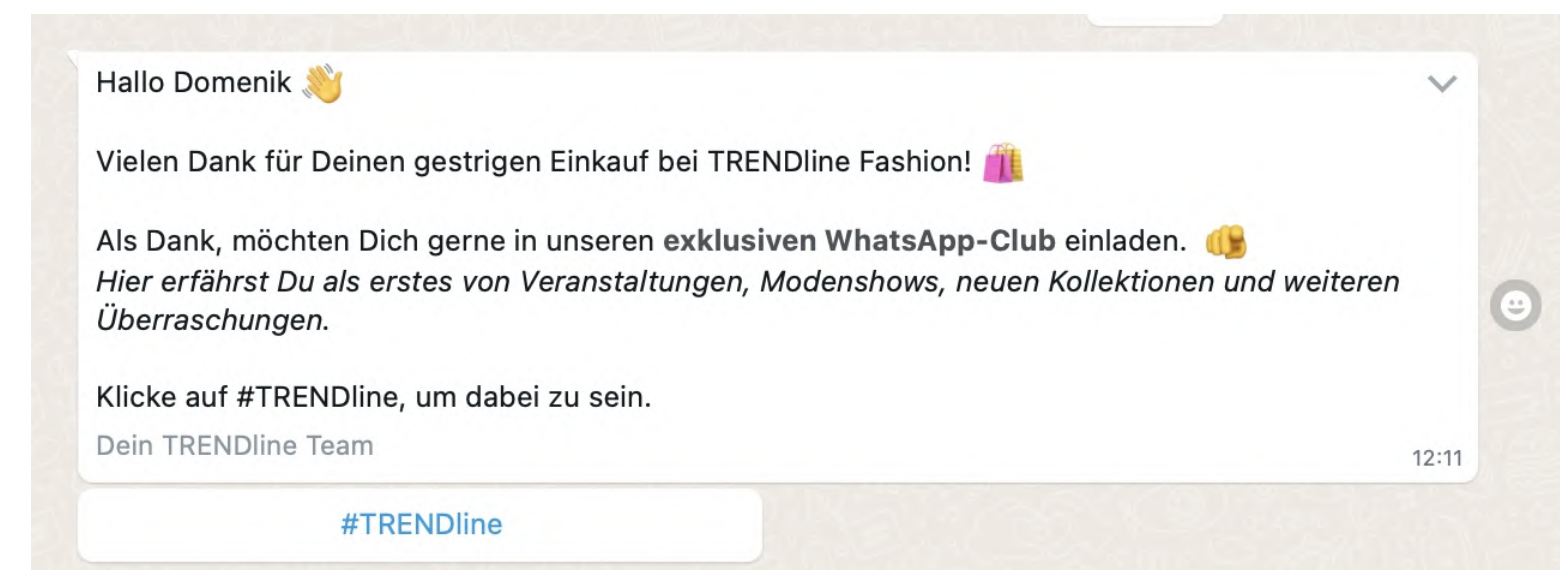 Hallo Domenik 👋
Vielen Dank für Deinen gestrigen Einkauf bei TRENDline Fashion! 🛍️
Als Dank, möchten Dich gerne in unseren exklusiven WhatsApp-Club einladen. 🫵
Hier erfährst Du als erstes von Veranstaltungen, Modenshows, neuen Kollektionen und weiteren
Überraschungen.
Klicke auf #TRENDline, um dabei zu sein.
Dein TRENDline Team
12:11
#TRENDline